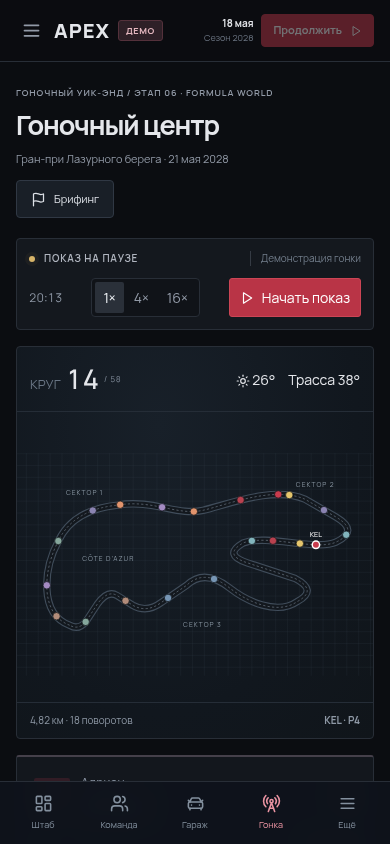 APEX ДЕМО
18 мая
Сезон 2028
Продолжить
ГОНОЧНЫЙ УИК-ЭНД / ЭТАП 06 · FORMULA WORLD
Гоночный центр
Гран-при Лазурного берега · 21 мая 2028
Брифинг
ПОКАЗ НА ПАУЗЕ
Демонстрация гонки
20:13
1× 4× 16×
Начать показ
КРУГ 14 / 58
26° Трасса 38°
СЕКТОР 2
СЕКТОР 1
KEL
CÔTE D'AZUR
СЕКТОР 3
4,82 км · 18 поворотов
KEL · P4
Штаб
Команда
Гараж
Гонка
Ещё